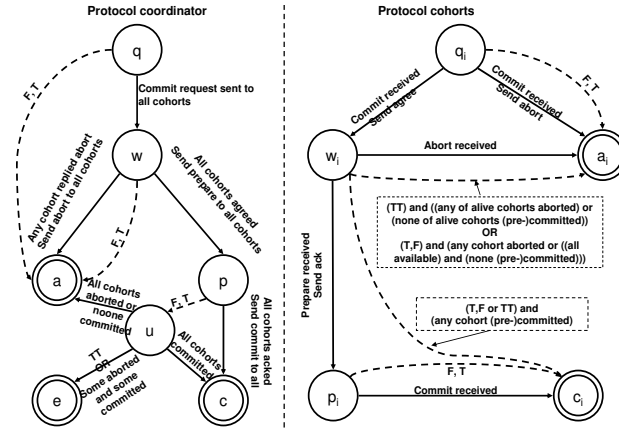 Protocol coordinator
q
F, T
Commit request sent to
all cohorts
w
Any cohort replied abort
Send abort to all cohorts
F, T
All cohorts agreed
Send prepare to all cohorts
a
p
F, T
All cohorts
aborted or
noone
committed
u
All cohorts acked
Send commit to all
TT
OR
Some aborted
and some
committed
All cohorts
committed
e
c
Protocol cohorts
qi
F, T
Commit received
Send agree
Commit received
Send abort
wi
Abort received
ai
(TT) and ((any of alive cohorts aborted) or
(none of alive cohorts (pre-)committed))
OR
(T,F) and (any cohort aborted or ((all
available) and (none (pre-)committed)))
Prepare received
Send ack
(T,F or TT) and
(any cohort (pre-)committed)
F, T
pi
Commit received
ci